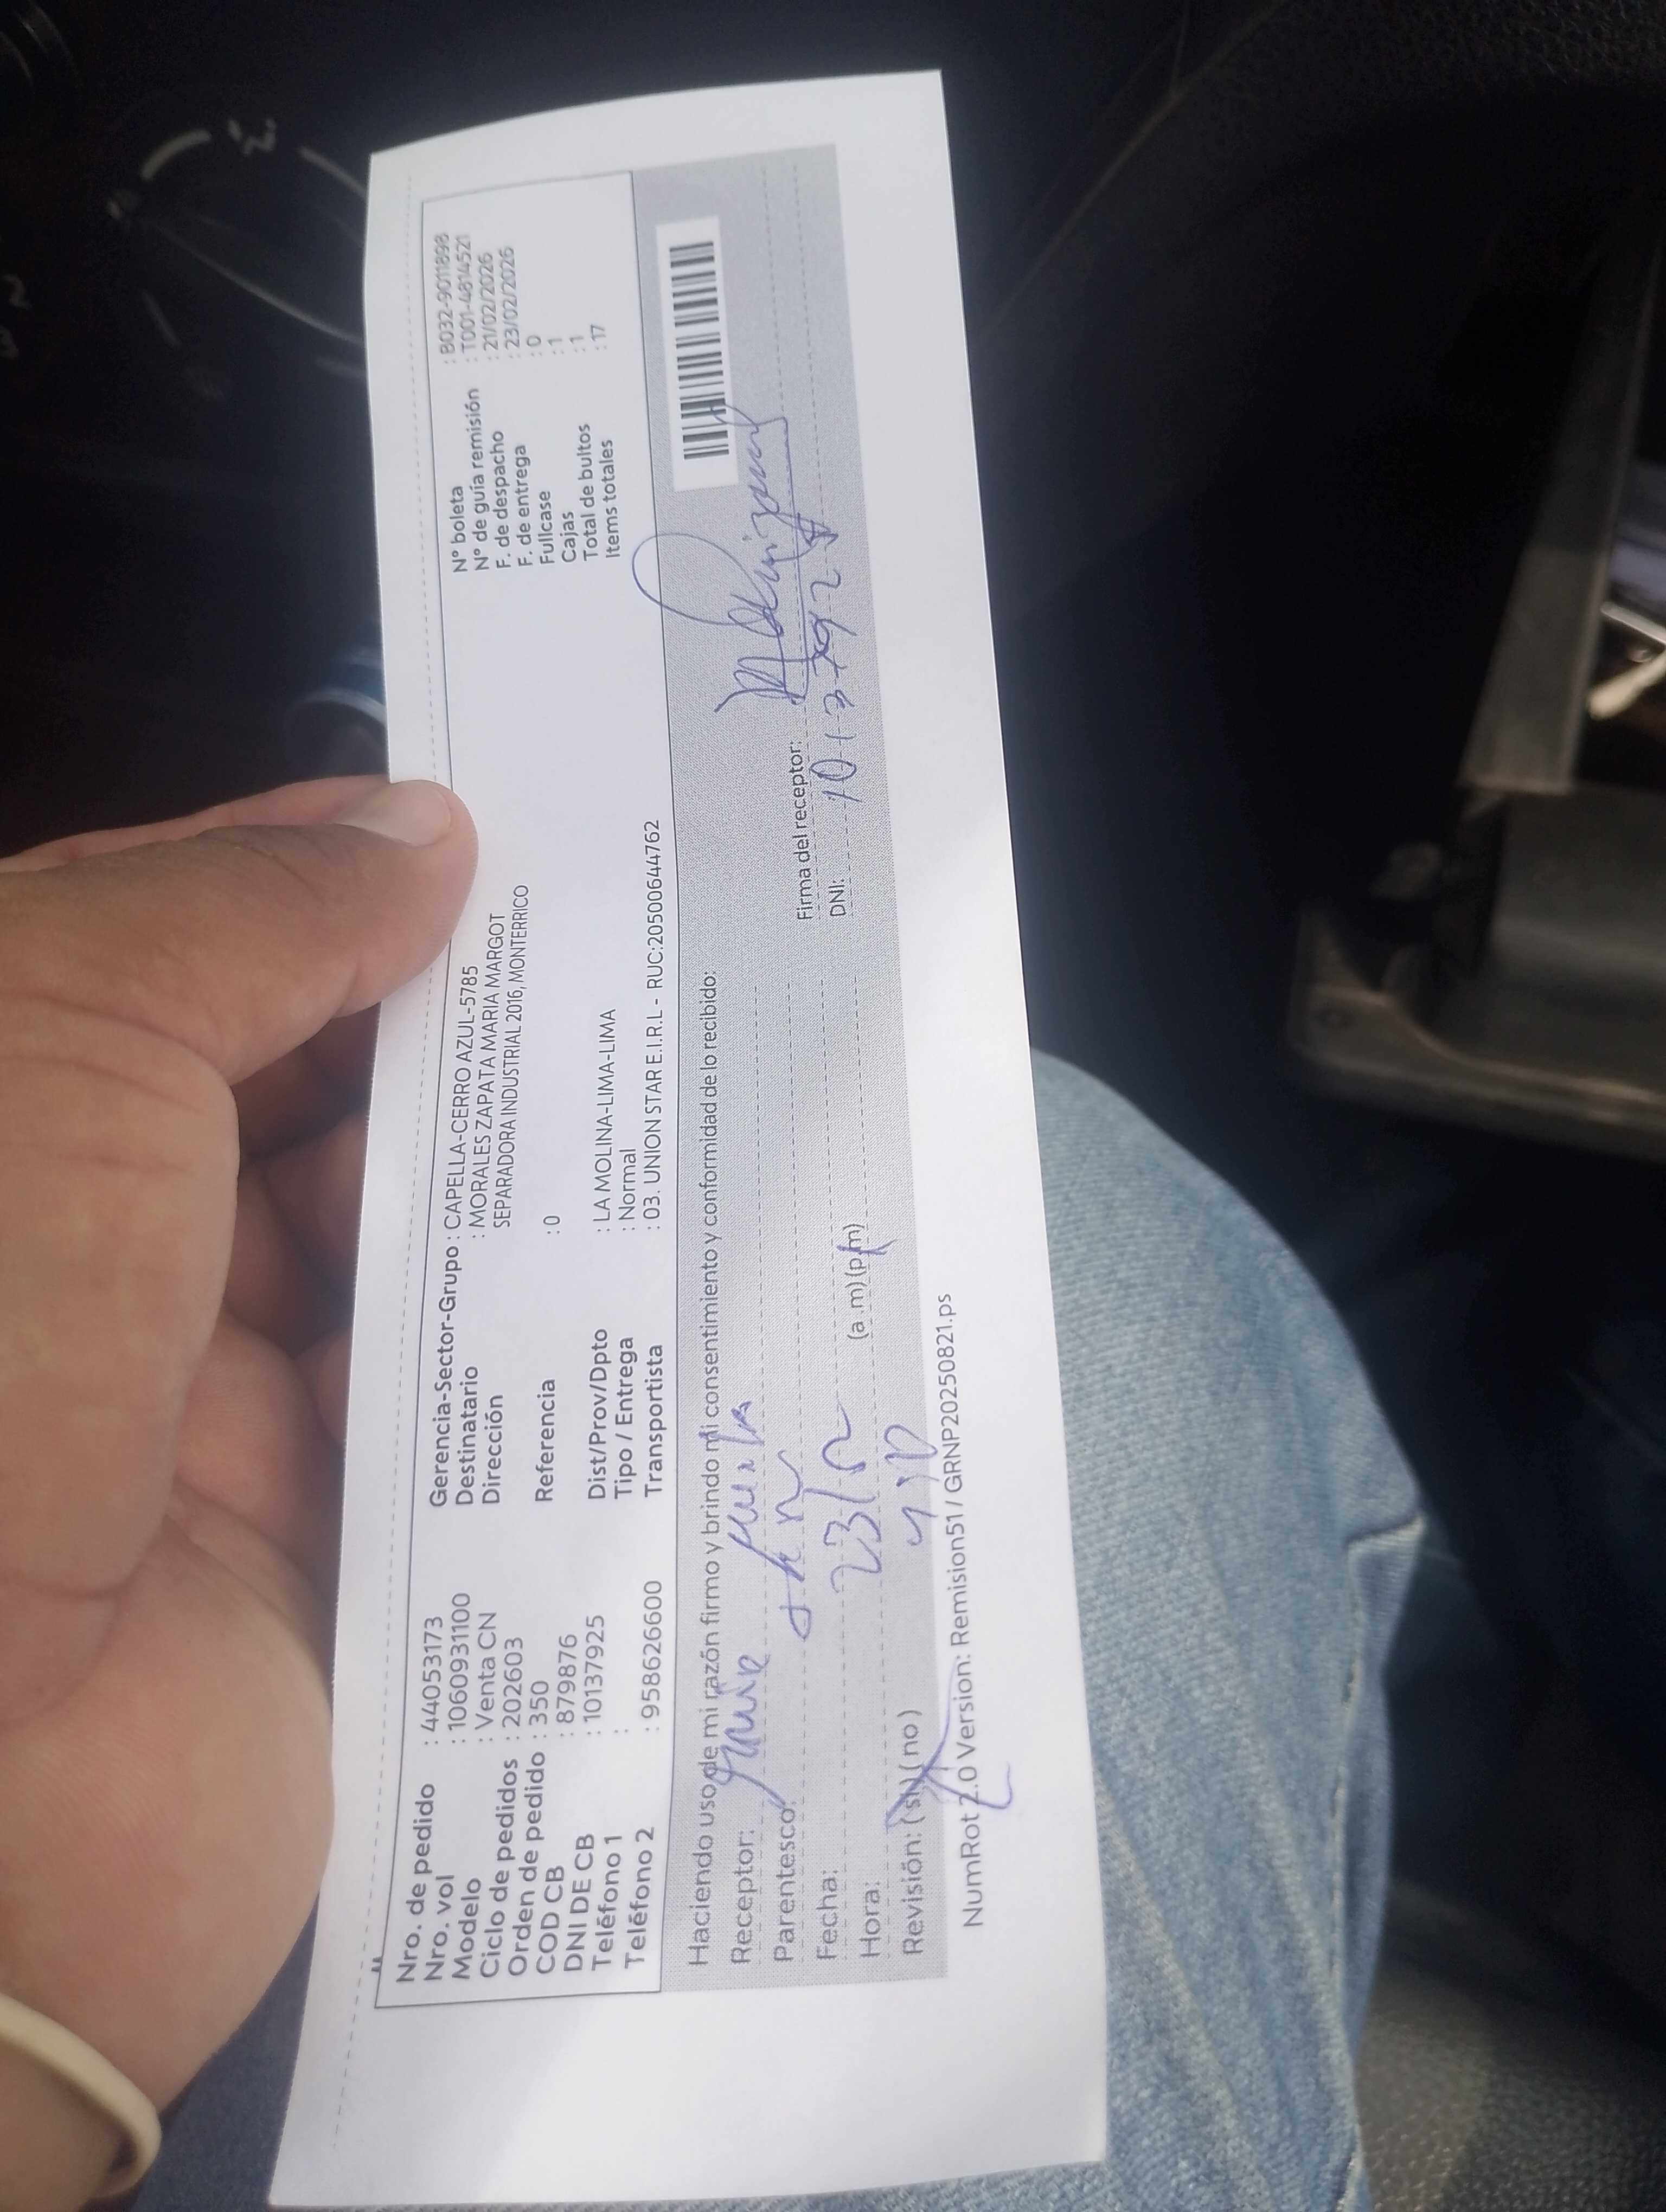 Nro. de pedido : 44053173
Nro. vol : 1060931100
Modelo : Venta CN
Ciclo de pedidos : 202603
Orden de pedido : 350
COD CB : 879876
DNI DE CB : 10137925
Teléfono 1 :
Teléfono 2 : 958626600
Gerencia-Sector-Grupo : CAPELLA-CERRO AZUL-5785
Destinatario : MORALES ZAPATA MARIA MARGOT
Dirección SEPARADORA INDUSTRIAL 2016, MONTERRICO
Referencia : 0
Dist/Prov/Dpto : LA MOLINA-LIMA-LIMA
Tipo / Entrega : Normal
Transportista : 03. UNION STAR E.I.R.L - RUC:20500644762
N° boleta : B032-9011898
N° de guía remisión : T001-4814521
F. de despacho : 21/02/2026
F. de entrega : 23/02/2026
Fullcase : 0
Cajas : 1
Total de bultos : 1
Items totales : 17
Haciendo uso de mi razón firmo y brindo mi consentimiento y conformidad de lo recibido:
Receptor:
Parentesco:
Fecha: 23/2
Hora: (a.m) (p.m)
Revisión: (si) (no)
Firma del receptor:
DNI: 1013792
NumRot 2.0 Version: Remision51 / GRNP20250821.ps